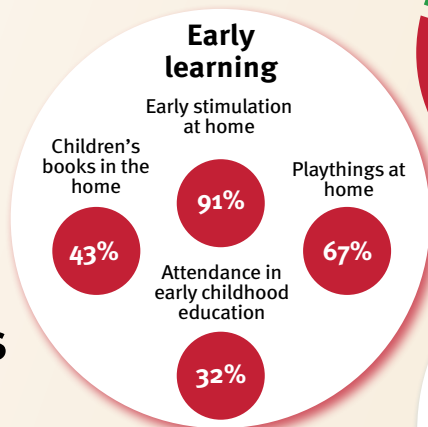 Early
learning
Early stimulation
at home
91%
Children’s
books in the
home
43%
Playthings at
home
67%
Attendance in
early childhood
education
32%
s